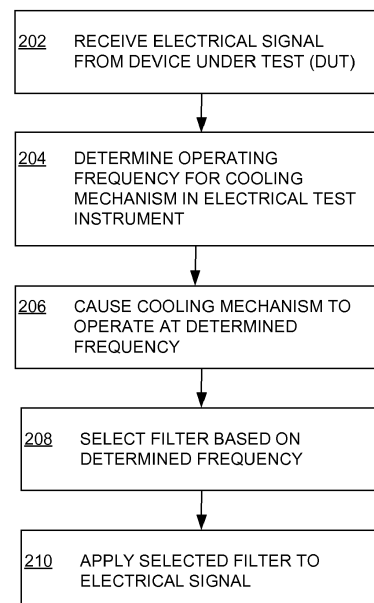 202 RECEIVE ELECTRICAL SIGNAL
FROM DEVICE UNDER TEST (DUT)
204 DETERMINE OPERATING
FREQUENCY FOR COOLING
MECHANISM IN ELECTRICAL TEST
INSTRUMENT
206 CAUSE COOLING MECHANISM TO
OPERATE AT DETERMINED
FREQUENCY
208 SELECT FILTER BASED ON
DETERMINED FREQUENCY
210 APPLY SELECTED FILTER TO
ELECTRICAL SIGNAL